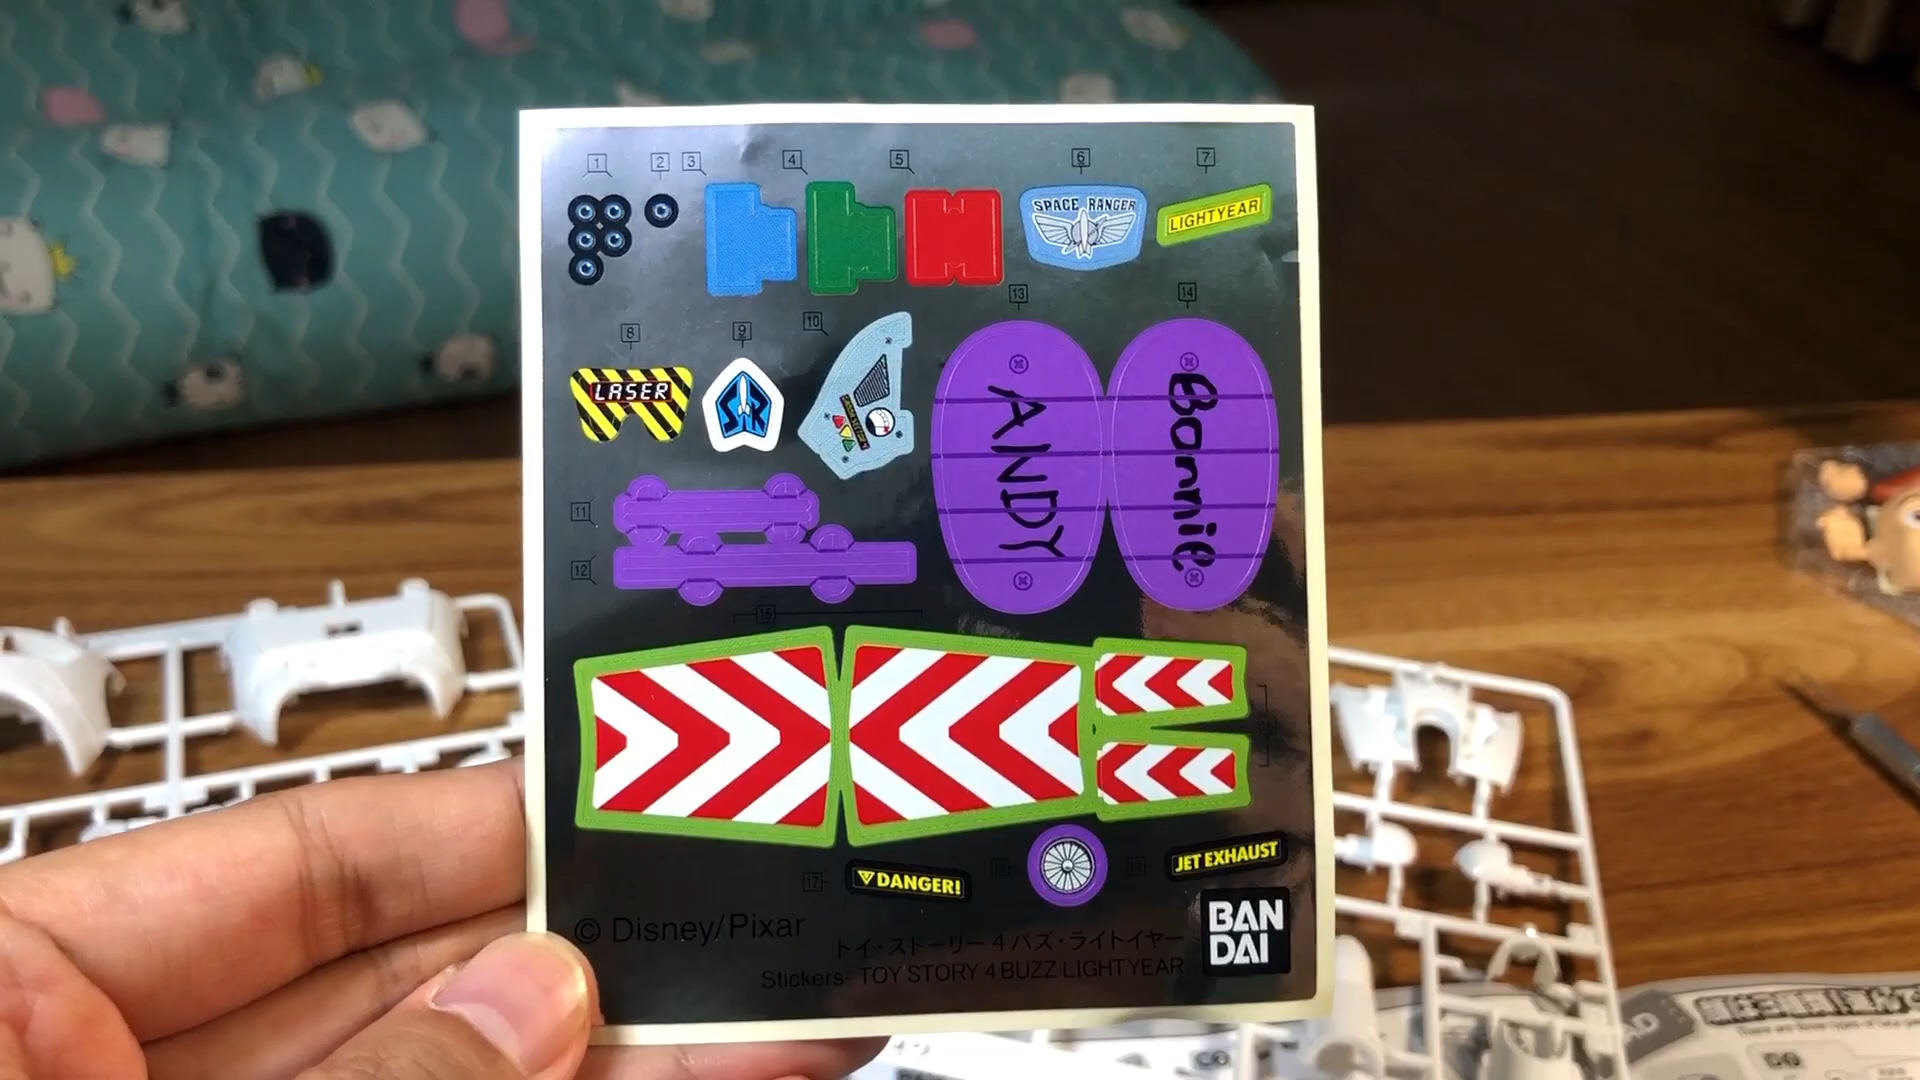 1
2
3
4
5
6
7
SPACE RANGER
LIGHTYEAR
8
9
10
13
14
LASER
SR
ANDY
Bonnie
11
12
15
17
DANGER!
JET EXHAUST
© Disney/Pixar
トイ・ストーリー 4 バズ・ライトイヤー
Stickers- TOY STORY 4 BUZZ LIGHTYEAR
BAN
DAI